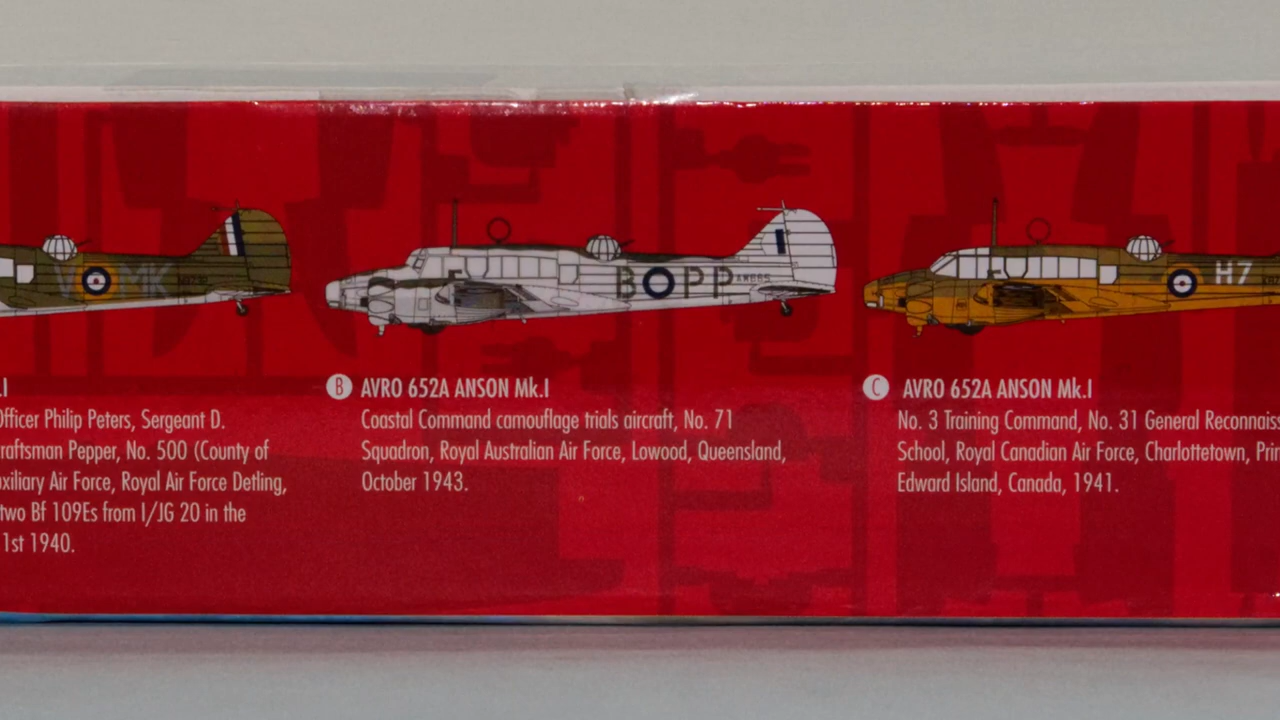 MK
B PP
AW665
H7
.I
Officer Philip Peters, Sergeant D.
raftsman Pepper, No. 500 (County of
xiliary Air Force, Royal Air Force Detling,
two Bf 109Es from I/JG 20 in the
1st 1940.
B AVRO 652A ANSON Mk.I
Coastal Command camouflage trials aircraft, No. 71
Squadron, Royal Australian Air Force, Lowood, Queensland,
October 1943.
C AVRO 652A ANSON Mk.I
No. 3 Training Command, No. 31 General Reconnaiss
School, Royal Canadian Air Force, Charlottetown, Prin
Edward Island, Canada, 1941.